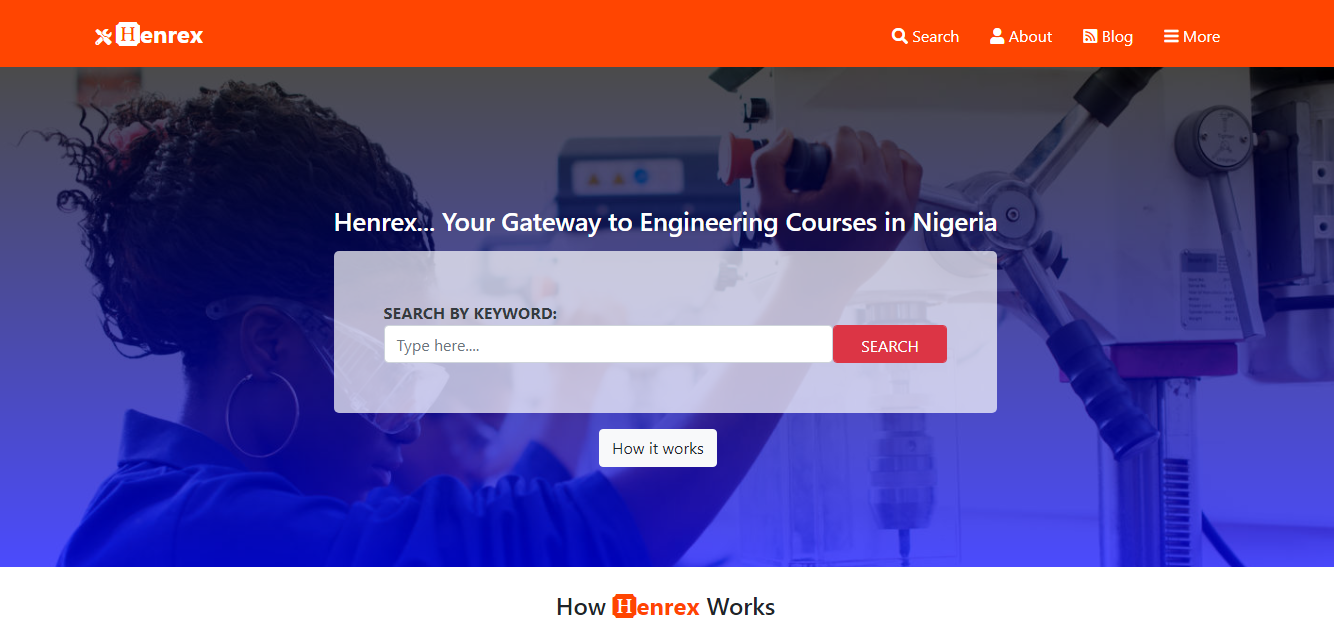 Henrex
Search About Blog More
Henrex... Your Gateway to Engineering Courses in Nigeria
SEARCH BY KEYWORD:
Type here....
SEARCH
How it works
How Henrex Works